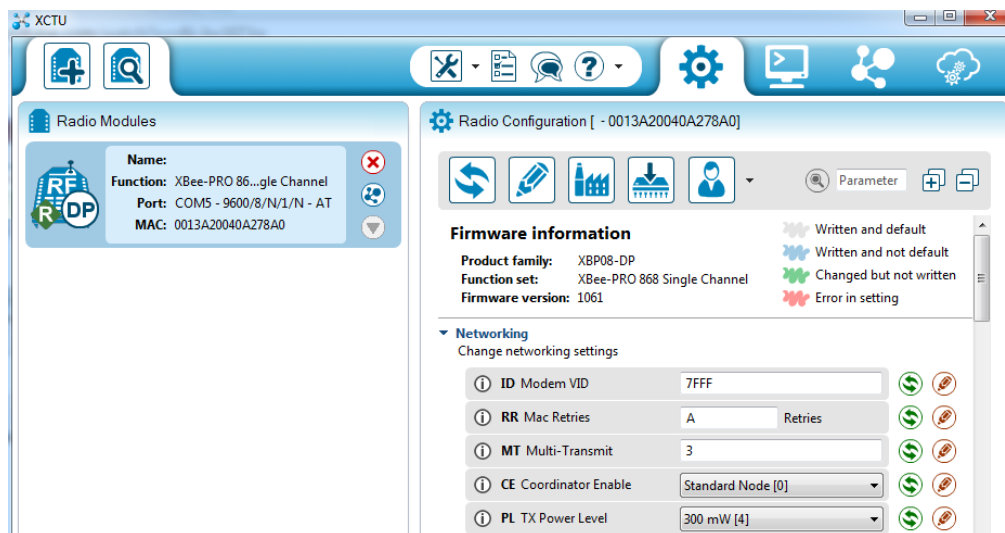 XCTU
Radio Modules
Name:
Function: XBee-PRO 86...gle Channel
Port: COM5 - 9600/8/N/1/N - AT
MAC: 0013A20040A278A0
RF
R
DP
Radio Configuration [ - 0013A20040A278A0]
Parameter
Firmware information
Product family: XBP08-DP
Function set: XBee-PRO 868 Single Channel
Firmware version: 1061
Written and default
Written and not default
Changed but not written
Error in setting
Networking
Change networking settings
ID Modem VID 7FFF
RR Mac Retries A Retries
MT Multi-Transmit 3
CE Coordinator Enable Standard Node [0]
PL TX Power Level 300 mW [4]